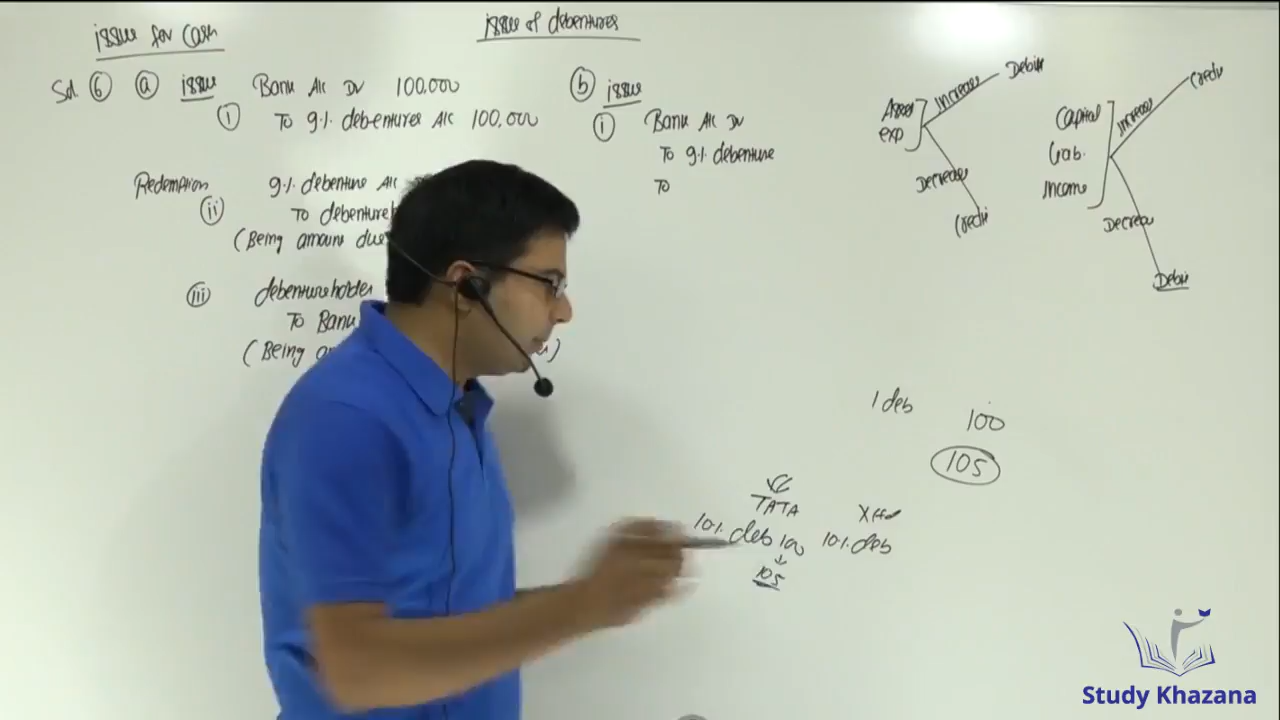 issue of debentures
issue for Cash
Sol 6 a issue Bank A/c Dr 100,000
i To 9% debentures A/c 100,000
Redemption 9% debenture A/c
ii To debentureh
(Being amount due
iii debentureholder
To Bank
(Being
b issue
i Bank A/c Dr
To 9% debenture
To
Assets
exp
Increase Debit
Decrease
Credit
Capital
Liab.
Income
Increase Credit
Decrease
Debit
1 deb 100
105
TATA
10% deb 100
105
10% deb
Study Khazana